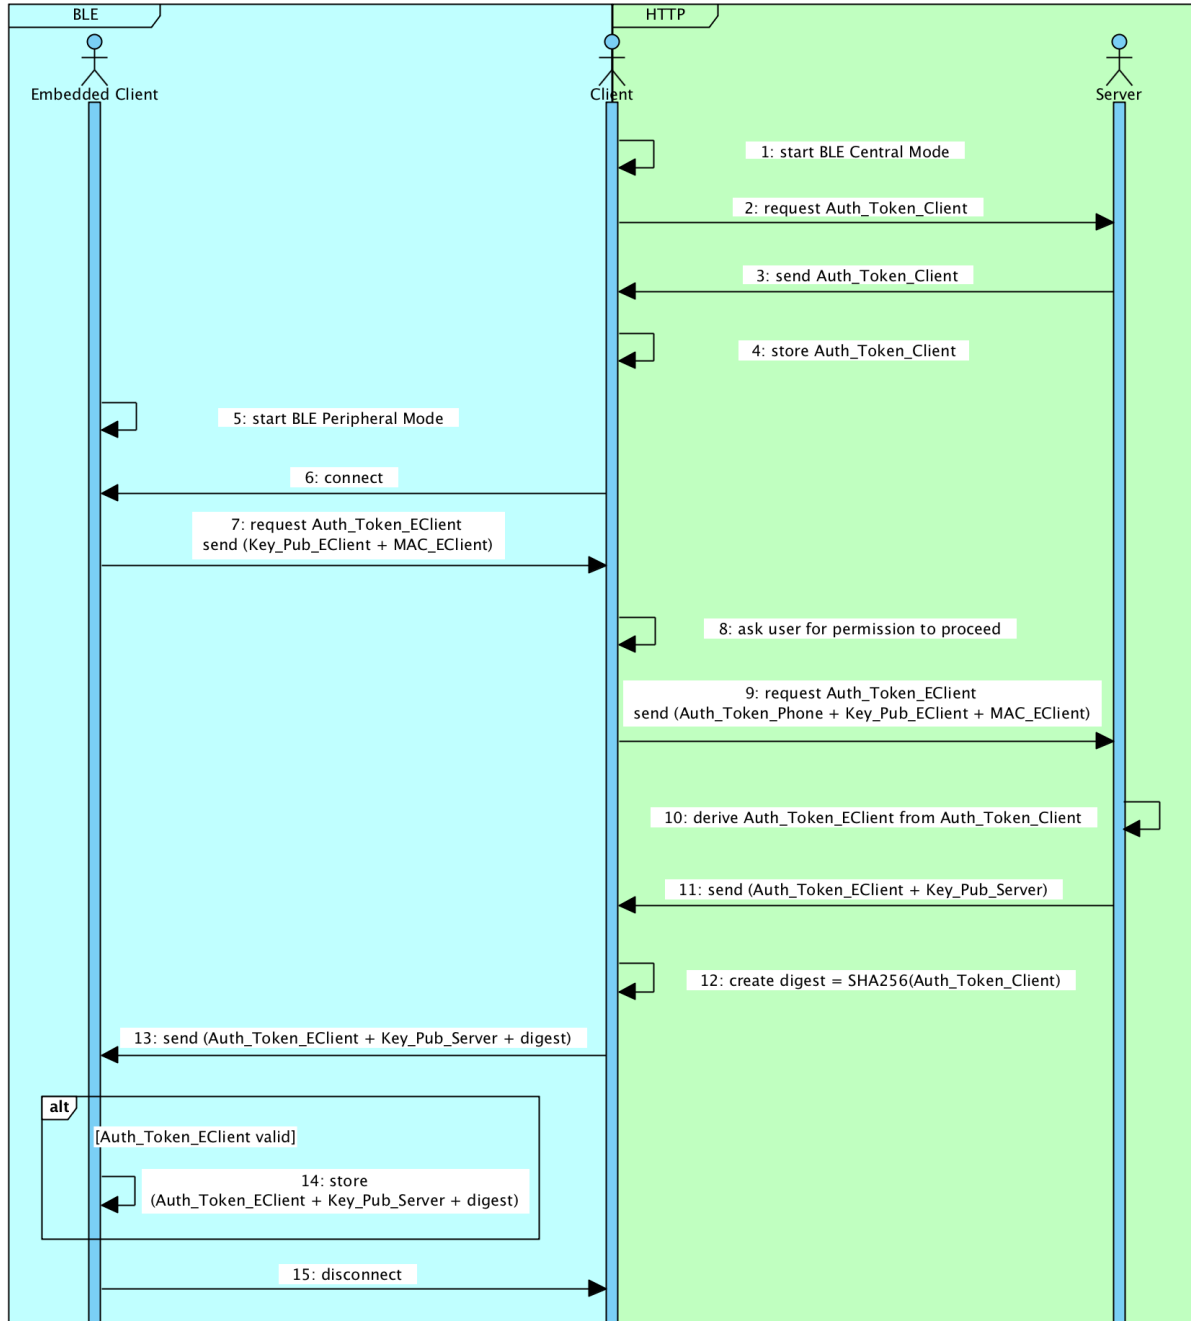 BLE
HTTP
Embedded Client
Client
Server
1: start BLE Central Mode
2: request Auth_Token_Client
3: send Auth_Token_Client
4: store Auth_Token_Client
5: start BLE Peripheral Mode
6: connect
7: request Auth_Token_EClient
send (Key_Pub_EClient + MAC_EClient)
8: ask user for permission to proceed
9: request Auth_Token_EClient
send (Auth_Token_Phone + Key_Pub_EClient + MAC_EClient)
10: derive Auth_Token_EClient from Auth_Token_Client
11: send (Auth_Token_EClient + Key_Pub_Server)
12: create digest = SHA256(Auth_Token_Client)
13: send (Auth_Token_EClient + Key_Pub_Server + digest)
alt
[Auth_Token_EClient valid]
14: store
(Auth_Token_EClient + Key_Pub_Server + digest)
15: disconnect